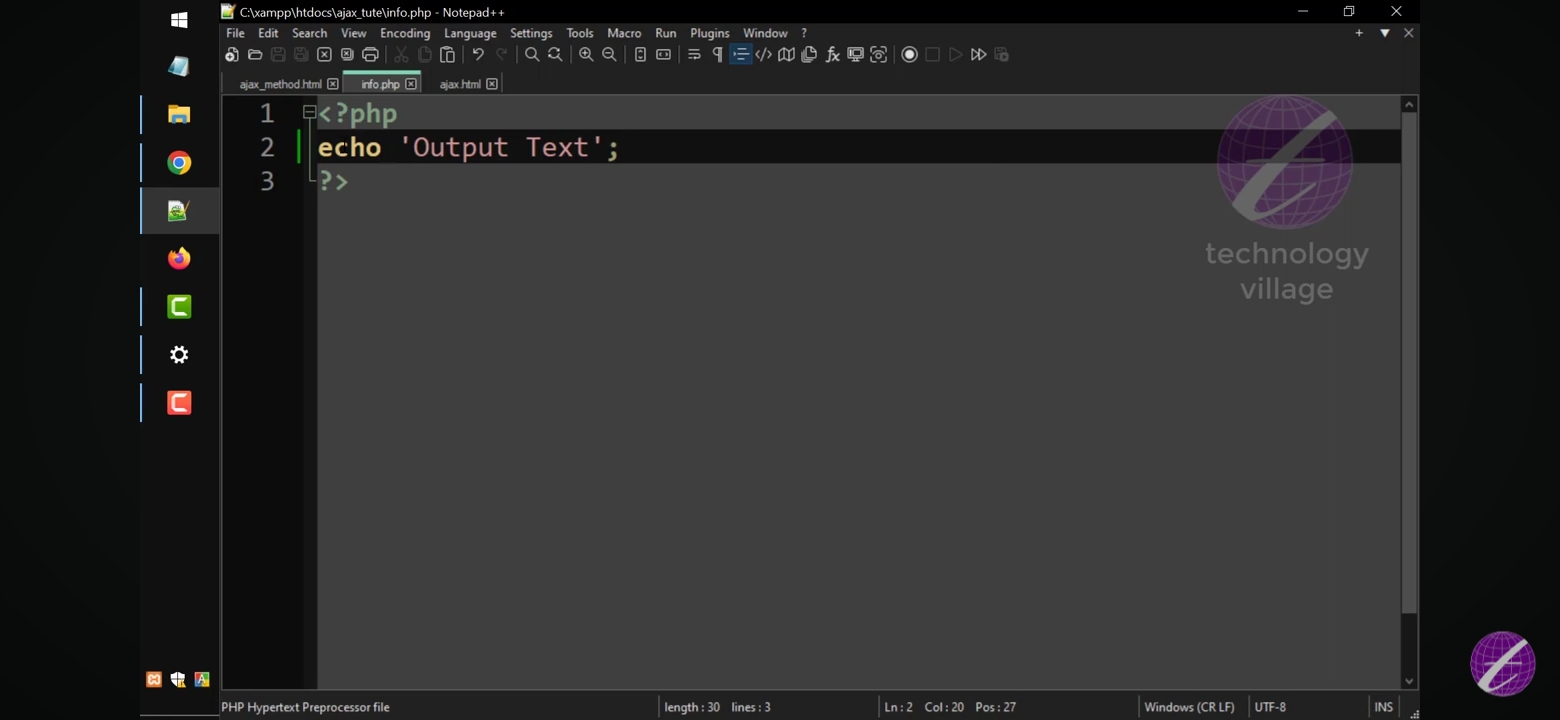 C:\xampp\htdocs\ajax_tute\info.php - Notepad++
File Edit Search View Encoding Language Settings Tools Macro Run Plugins Window ?
ajax_method.html info.php ajax.html
1 <?php
2 echo 'Output Text';
3 ?>
technology
village
PHP Hypertext Preprocessor file length : 30 lines : 3 Ln : 2 Col : 20 Pos : 27 Windows (CR LF) UTF-8 INS